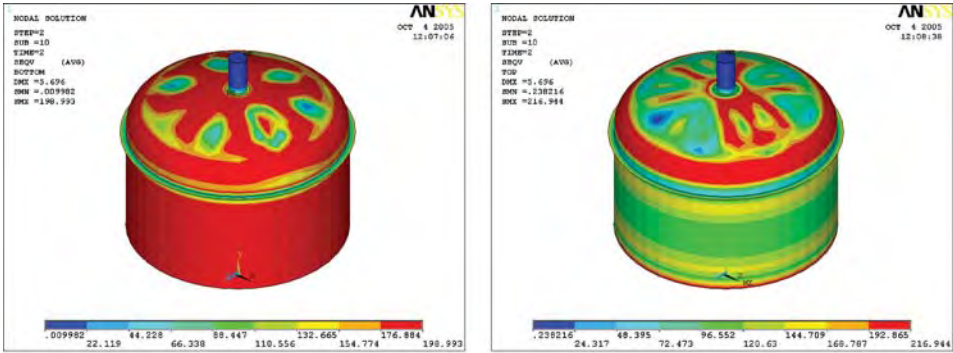 1
ANSYS
NODAL SOLUTION
OCT 4 2005
12:07:06
STEP=2
SUB =10
TIME=2
SEQV (AVG)
BOTTOM
DMX =5.696
SMN =.009982
SMX =198.993
Y
X
.009982 44.228 88.447 132.665 176.884
22.119 66.338 110.556 154.774 198.993
1
ANSYS
NODAL SOLUTION
OCT 4 2005
12:08:38
STEP=2
SUB =10
TIME=2
SEQV (AVG)
TOP
DMX =5.696
SMN =.238216
SMX =216.944
.238216 48.395 96.552 144.709 192.865
24.317 72.473 120.63 168.787 216.944